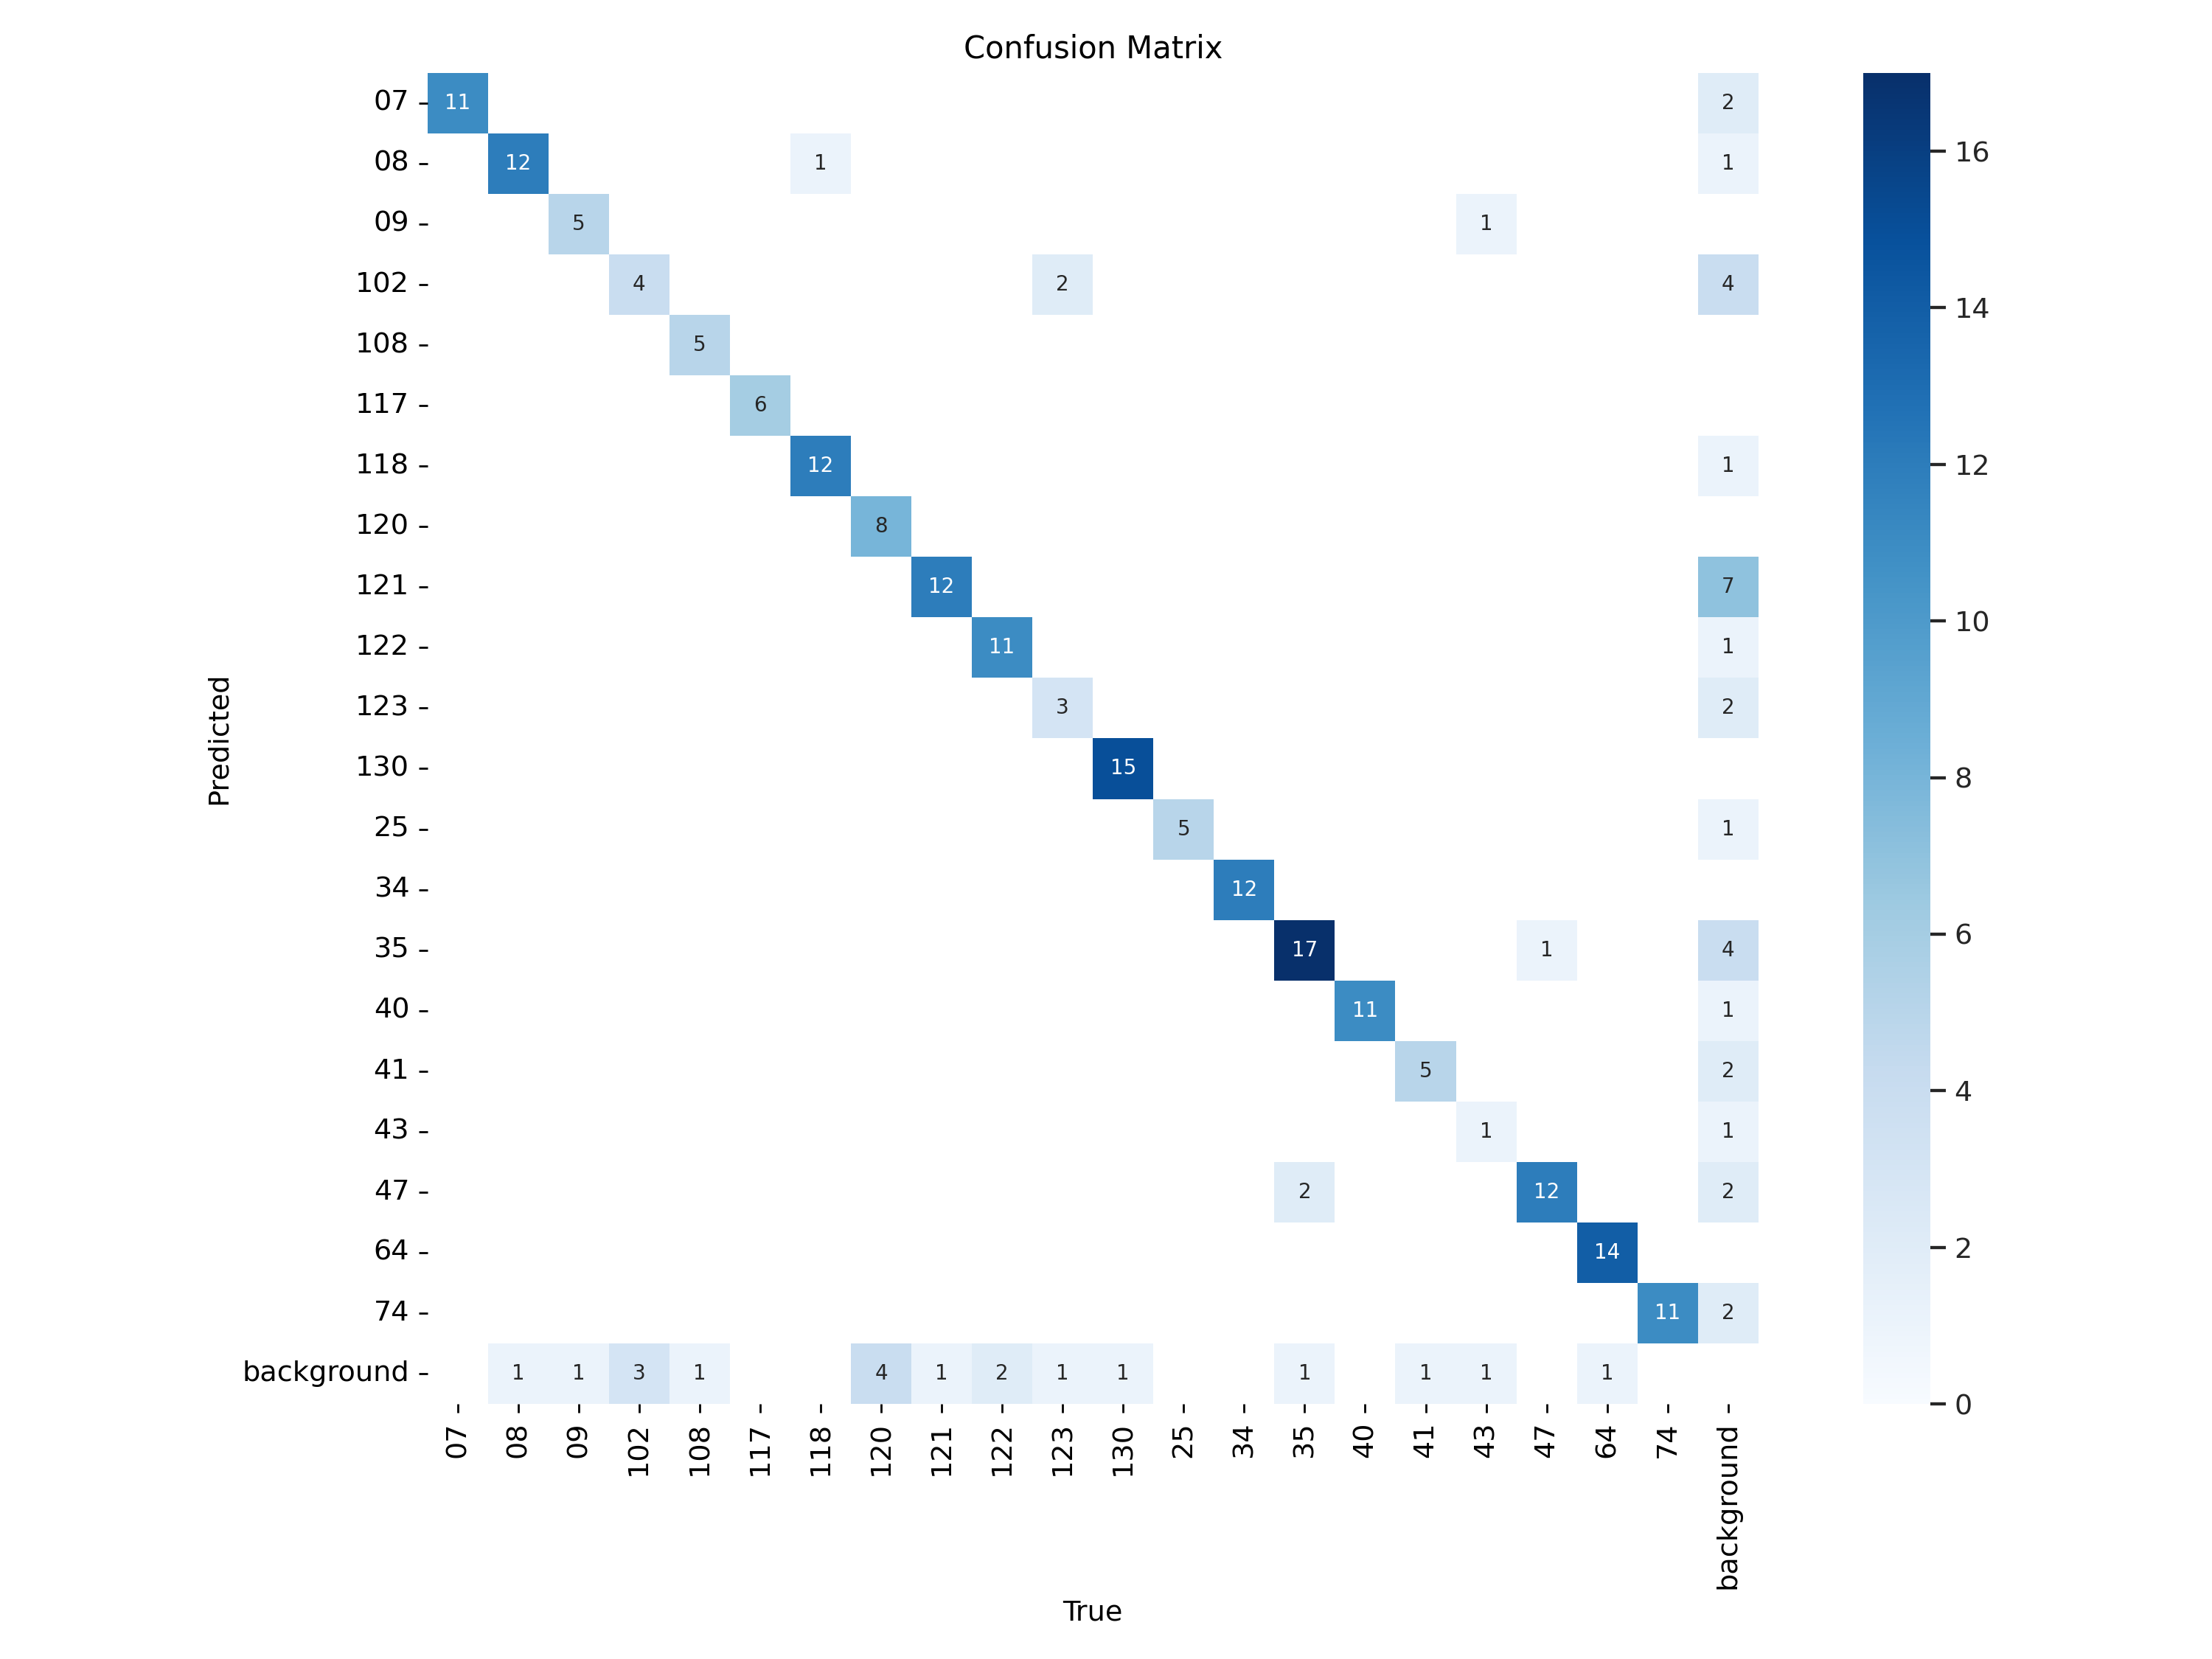 Confusion Matrix
07 11 2
08 12 1 1
09 5 1
102 4 2 4
108 5
117 6
118 12 1
120 8
121 12 7
122 11 1
123 3 2
130 15
25 5 1
34 12
35 17 1 4
40 11 1
41 5 2
43 1 1
47 2 12 2
64 14
74 11 2
background 1 1 3 1 4 1 2 1 1 1 1 1 1
07 08 09 102 108 117 118 120 121 122 123 130 25 34 35 40 41 43 47 64 74 background
True
Predicted
16
14
12
10
8
6
4
2
0